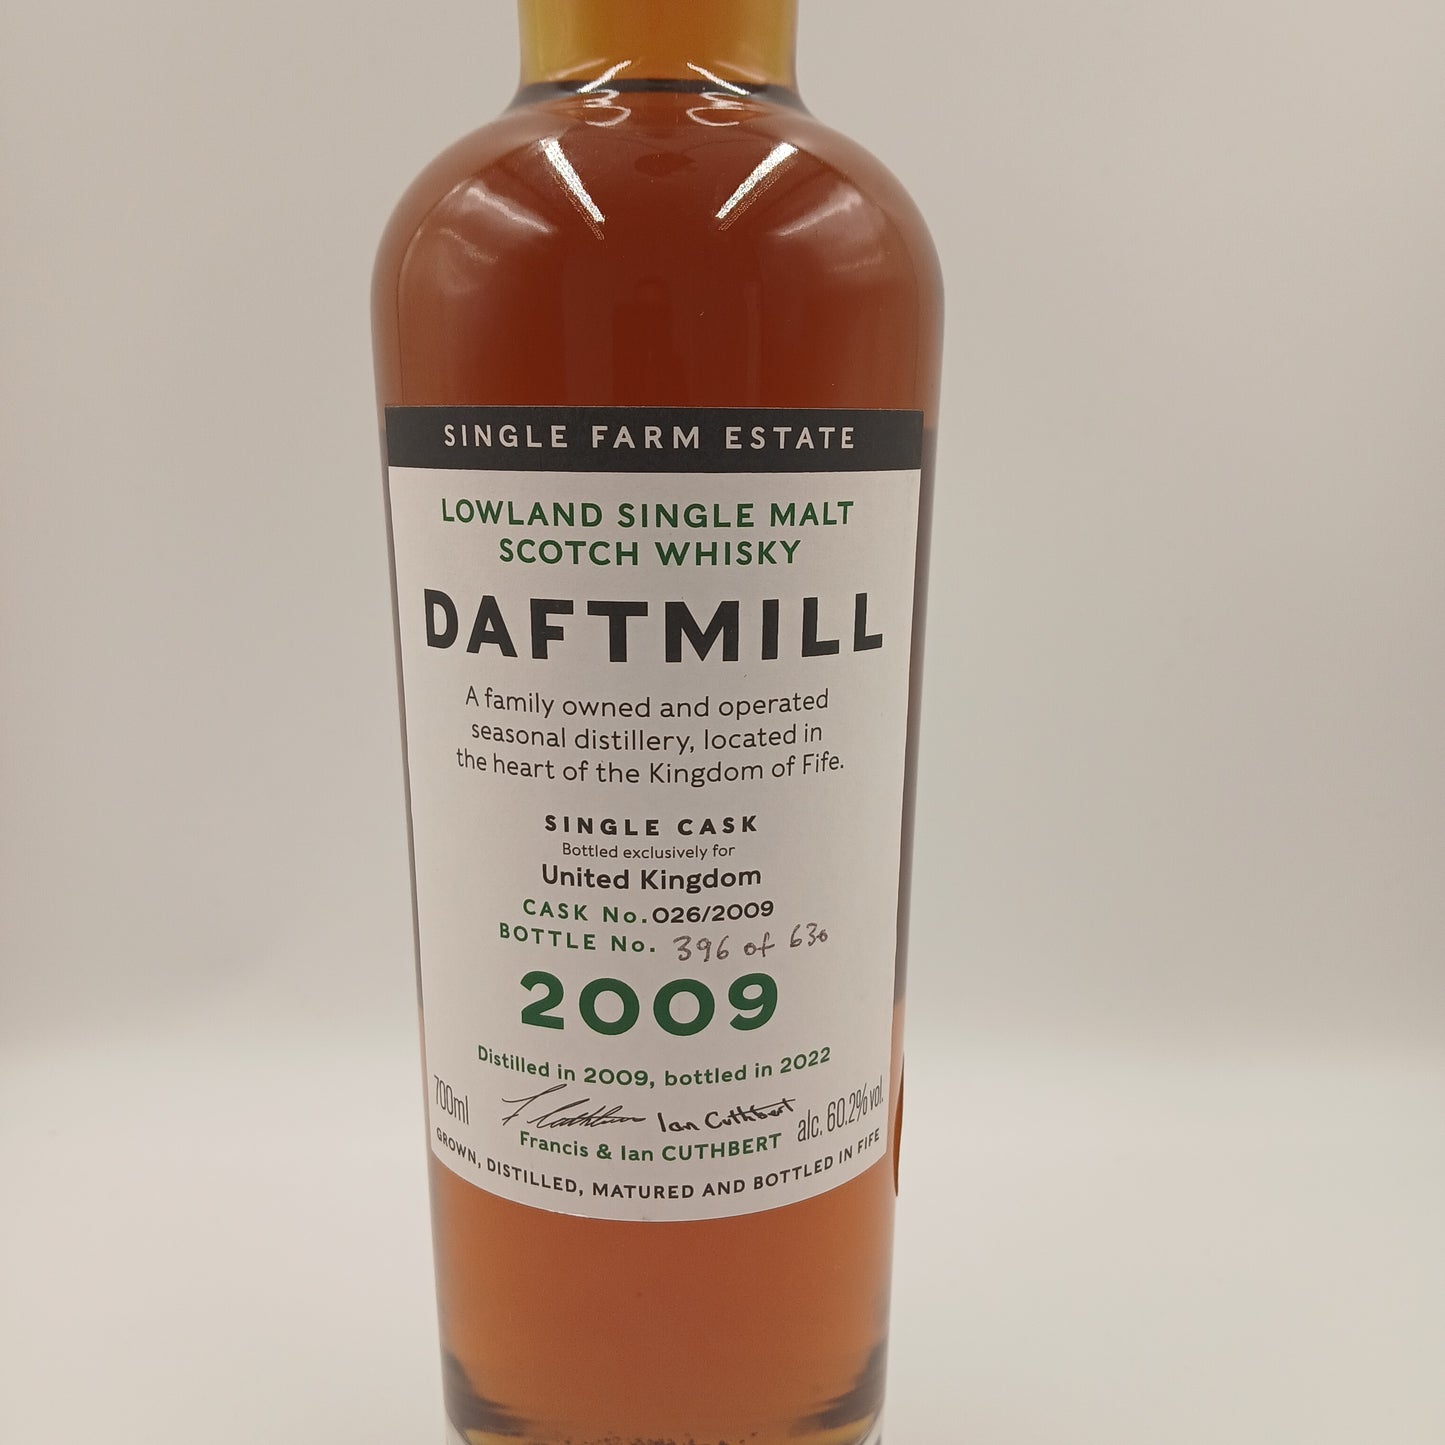 SINGLE FARM ESTATE
LOWLAND SINGLE MALT
SCOTCH WHISKY
DAFTMILL
A family owned and operated
seasonal distillery, located in
the heart of the Kingdom of Fife.
SINGLE CASK
Bottled exclusively for
United Kingdom
CASK No. 026/2009
BOTTLE No. 396 of 630
2009
Distilled in 2009, bottled in 2022
700ml
Ian Cuthbert
alc. 60.2% vol.
Francis & Ian CUTHBERT
GROWN, DISTILLED, MATURED AND BOTTLED IN FIFE